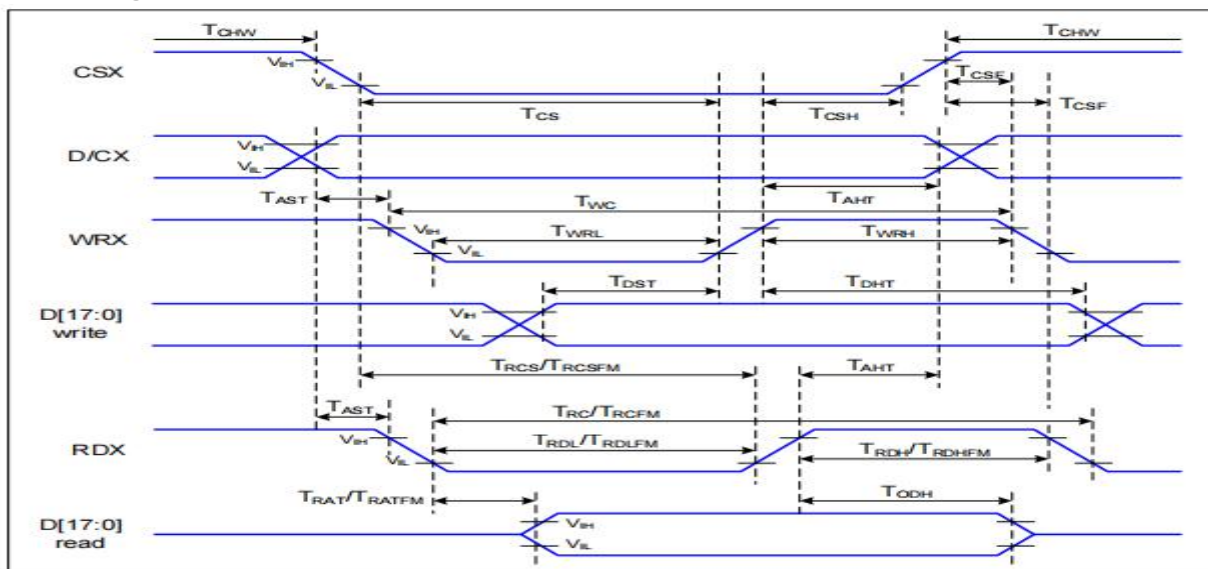 TCHW TCHW
CSX VIH VIL TCSF
TCS TCSH TCSF
D/CX VIH VIL
TAST TWC TAHT
WRX VIH VIL TWRL TWRH
TDST TDHT
D[17:0] write VIH VIL
TRCS/TRCSFM TAHT
TAST TRC/TRCFM
RDX VIH VIL TRDL/TRDLFM TRDH/TRDHFM
TRAT/TRATFM TODH
D[17:0] read VIH VIL